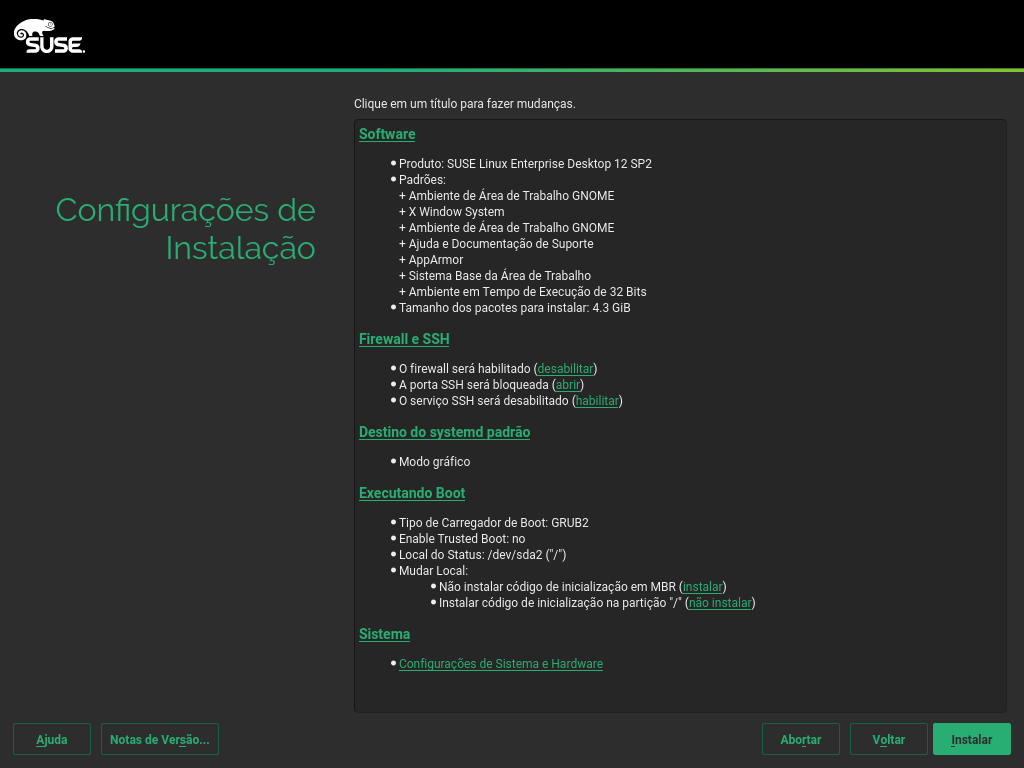 SUSE.
Clique em um título para fazer mudanças.
Configurações de
Instalação
Software
Produto: SUSE Linux Enterprise Desktop 12 SP2
Padrões:
+ Ambiente de Área de Trabalho GNOME
+ X Window System
+ Ambiente de Área de Trabalho GNOME
+ Ajuda e Documentação de Suporte
+ AppArmor
+ Sistema Base da Área de Trabalho
+ Ambiente em Tempo de Execução de 32 Bits
Tamanho dos pacotes para instalar: 4.3 GiB
Firewall e SSH
O firewall será habilitado (desabilitar)
A porta SSH será bloqueada (abrir)
O serviço SSH será desabilitado (habilitar)
Destino do systemd padrão
Modo gráfico
Executando Boot
Tipo de Carregador de Boot: GRUB2
Enable Trusted Boot: no
Local do Status: /dev/sda2 ("/")
Mudar Local:
Não instalar código de inicialização em MBR (instalar)
Instalar código de inicialização na partição "/" (não instalar)
Sistema
Configurações de Sistema e Hardware
Ajuda
Notas de Versão...
Abortar
Voltar
Instalar